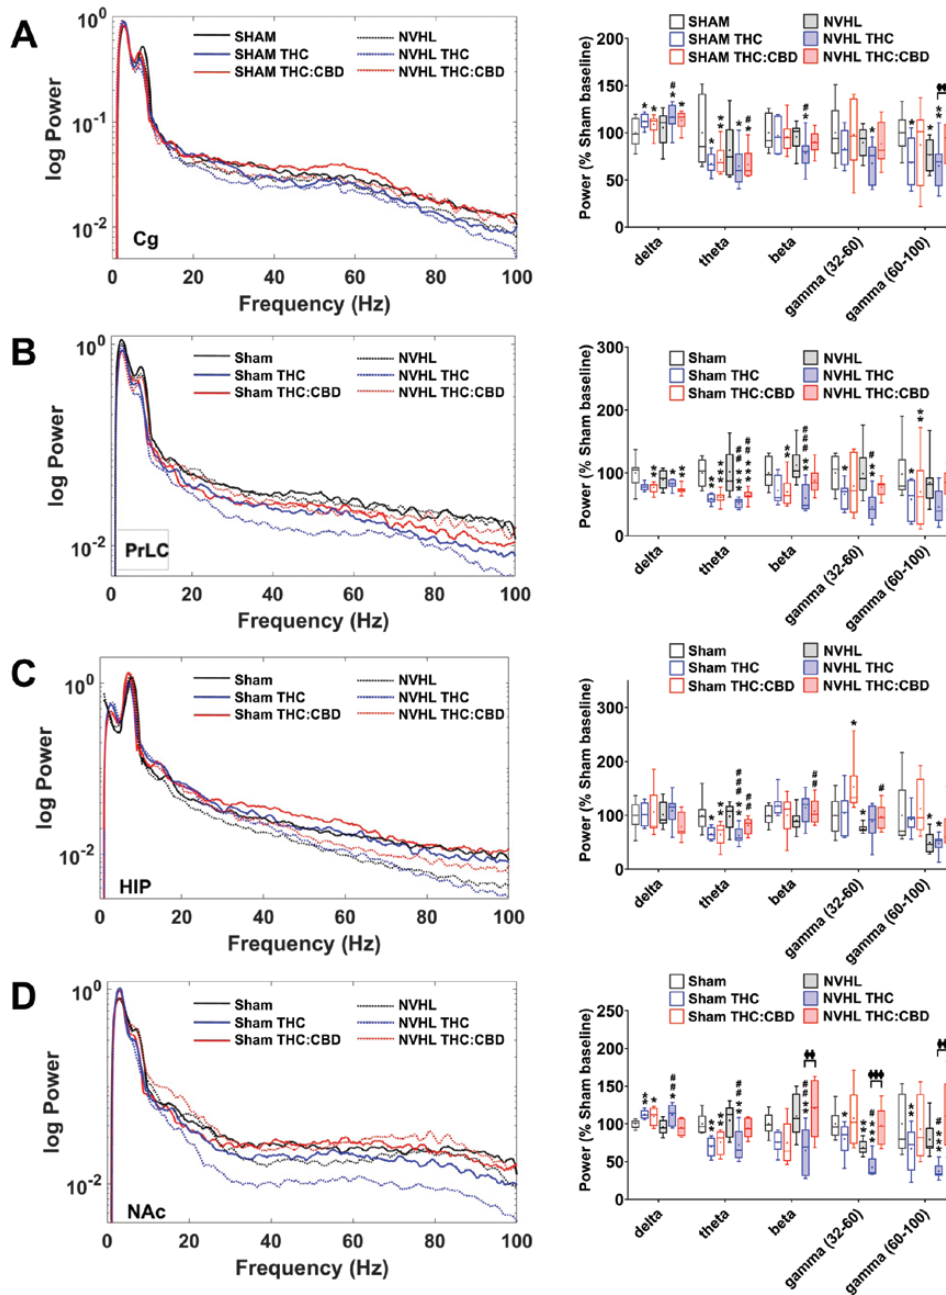 A
10^0
10^-1
10^-2
log Power
SHAM
SHAM THC
SHAM THC:CBD
NVHL
NVHL THC
NVHL THC:CBD
Cg
0 20 40 60 80 100
Frequency (Hz)
SHAM
SHAM THC
SHAM THC:CBD
NVHL
NVHL THC
NVHL THC:CBD
Power (% Sham baseline)
200
150
100
50
0
delta
theta
beta
gamma (32-60)
gamma (60-100)
B
10^0
10^-2
log Power
Sham
Sham THC
Sham THC:CBD
NVHL
NVHL THC
NVHL THC:CBD
PrLC
0 20 40 60 80 100
Frequency (Hz)
Sham
Sham THC
Sham THC:CBD
NVHL
NVHL THC
NVHL THC:CBD
Power (% Sham baseline)
300
200
100
0
delta
theta
beta
gamma (32-60)
gamma (60-100)
C
10^0
10^-2
log Power
Sham
Sham THC
Sham THC:CBD
NVHL
NVHL THC
NVHL THC:CBD
HIP
0 20 40 60 80 100
Frequency (Hz)
Sham
Sham THC
Sham THC:CBD
NVHL
NVHL THC
NVHL THC:CBD
Power (% Sham baseline)
300
200
100
0
delta
theta
beta
gamma (32-60)
gamma (60-100)
D
10^0
10^-2
log Power
Sham
Sham THC
Sham THC:CBD
NVHL
NVHL THC
NVHL THC:CBD
NAc
0 20 40 60 80 100
Frequency (Hz)
Sham
Sham THC
Sham THC:CBD
NVHL
NVHL THC
NVHL THC:CBD
Power (% Sham baseline)
250
200
150
100
50
0
delta
theta
beta
gamma (32-60)
gamma (60-100)